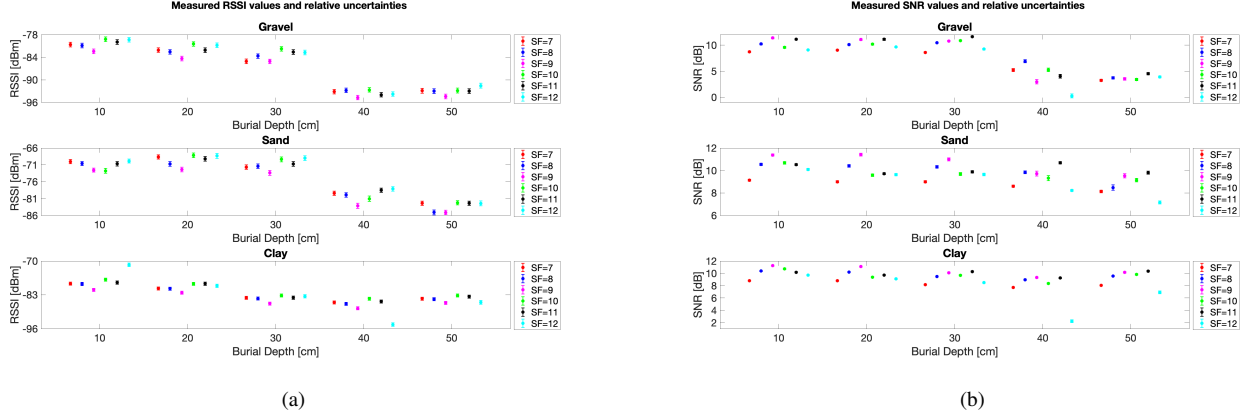 Measured RSSI values and relative uncertainties
Gravel
-78
-84
-90
-96
RSSI [dBm]
10 20 30 40 50
Burial Depth [cm]
SF=7
SF=8
SF=9
SF=10
SF=11
SF=12
Sand
-66
-71
-76
-81
-86
RSSI [dBm]
10 20 30 40 50
Burial Depth [cm]
SF=7
SF=8
SF=9
SF=10
SF=11
SF=12
Clay
-70
-83
-96
RSSI [dBm]
10 20 30 40 50
Burial Depth [cm]
SF=7
SF=8
SF=9
SF=10
SF=11
SF=12
(a)
Measured SNR values and relative uncertainties
Gravel
10
5
0
SNR [dB]
10 20 30 40 50
Burial Depth [cm]
SF=7
SF=8
SF=9
SF=10
SF=11
SF=12
Sand
12
10
8
6
SNR [dB]
10 20 30 40 50
Burial Depth [cm]
SF=7
SF=8
SF=9
SF=10
SF=11
SF=12
Clay
12
10
8
6
4
2
SNR [dB]
10 20 30 40 50
Burial Depth [cm]
SF=7
SF=8
SF=9
SF=10
SF=11
SF=12
(b)